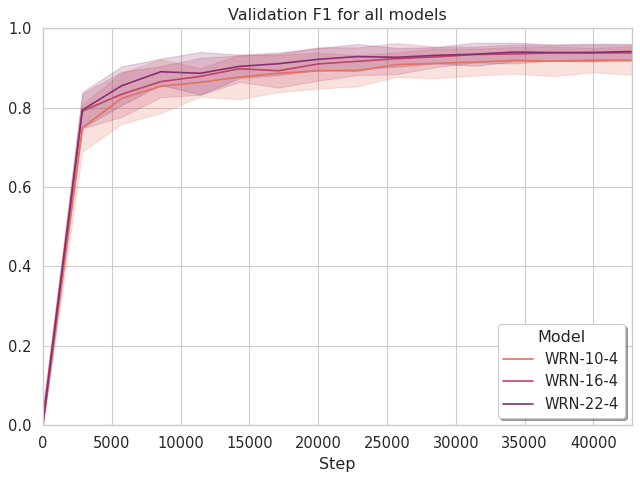 Validation F1 for all models
1.0
0.8
0.6
0.4
0.2
0.0
Model
WRN-10-4
WRN-16-4
WRN-22-4
0 5000 10000 15000 20000 25000 30000 35000 40000
Step